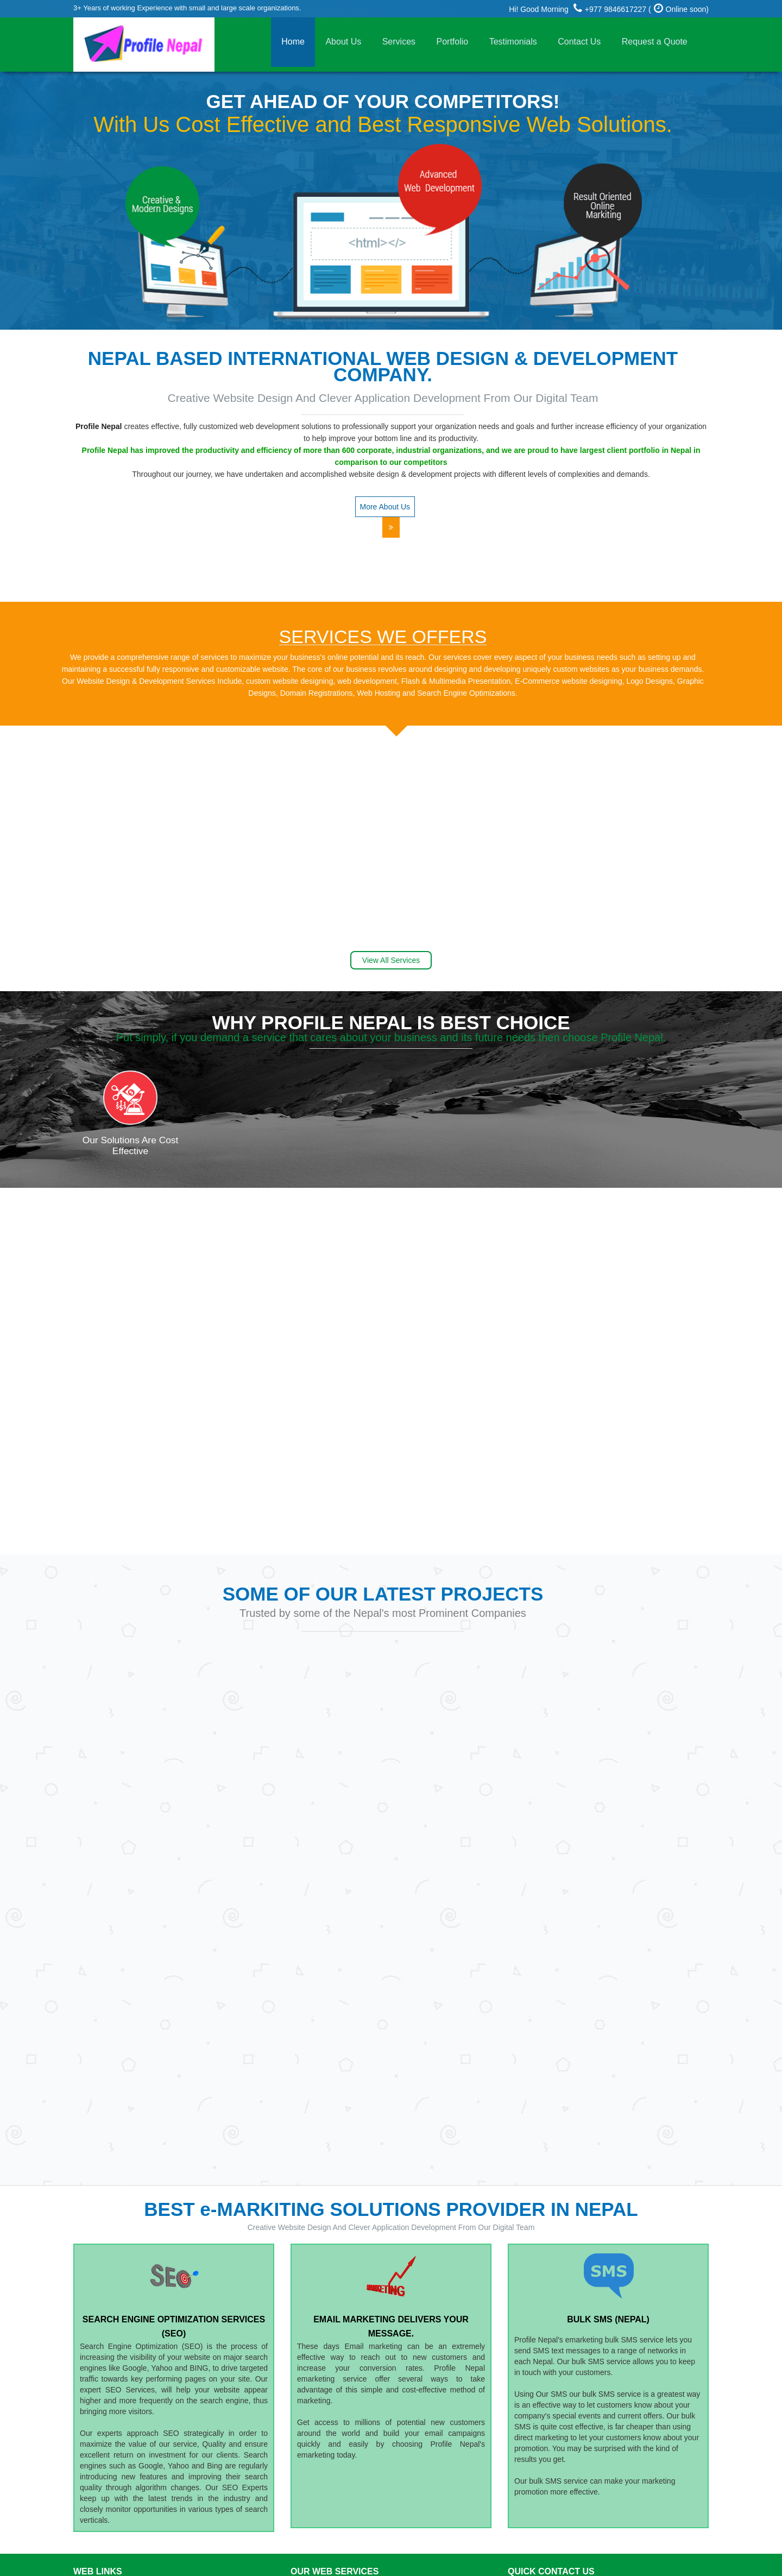 3+ Years of working Experience with small and large scale organizations.
Hi! Good Morning +977 9846617227 ( Online soon)
Profile Nepal
Home
About Us
Services
Portfolio
Testimonials
Contact Us
Request a Quote
GET AHEAD OF YOUR COMPETITORS!
With Us Cost Effective and Best Responsive Web Solutions.
Creative &
Modern Designs
Advanced
Web Development
Result Oriented
Online
Markiting
<html></>
NEPAL BASED INTERNATIONAL WEB DESIGN & DEVELOPMENT
COMPANY.
Creative Website Design And Clever Application Development From Our Digital Team
Profile Nepal creates effective, fully customized web development solutions to professionally support your organization needs and goals and further increase efficiency of your organization
to help improve your bottom line and its productivity.
Profile Nepal has improved the productivity and efficiency of more than 600 corporate, industrial organizations, and we are proud to have largest client portfolio in Nepal in
comparison to our competitors
Throughout our journey, we have undertaken and accomplished website design & development projects with different levels of complexities and demands.
More About Us
»
SERVICES WE OFFERS
We provide a comprehensive range of services to maximize your business's online potential and its reach. Our services cover every aspect of your business needs such as setting up and
maintaining a successful fully responsive and customizable website. The core of our business revolves around designing and developing uniquely custom websites as your business demands.
Our Website Design & Development Services Include, custom website designing, web development, Flash & Multimedia Presentation, E-Commerce website designing, Logo Designs, Graphic
Designs, Domain Registrations, Web Hosting and Search Engine Optimizations.
View All Services
WHY PROFILE NEPAL IS BEST CHOICE
Put simply, if you demand a service that cares about your business and its future needs then choose Profile Nepal.
Our Solutions Are Cost
Effective
SOME OF OUR LATEST PROJECTS
Trusted by some of the Nepal's most Prominent Companies
BEST e-MARKITING SOLUTIONS PROVIDER IN NEPAL
Creative Website Design And Clever Application Development From Our Digital Team
SEO
SEARCH ENGINE OPTIMIZATION SERVICES
(SEO)
Search Engine Optimization (SEO) is the process of
increasing the visibility of your website on major search
engines like Google, Yahoo and BING, to drive targeted
traffic towards key performing pages on your site. Our
expert SEO Services, will help your website appear
higher and more frequently on the search engine, thus
bringing more visitors.
Our experts approach SEO strategically in order to
maximize the value of our service, Quality and ensure
excellent return on investment for our clients. Search
engines such as Google, Yahoo and Bing are regularly
introducing new features and improving their search
quality through algorithm changes. Our SEO Experts
keep up with the latest trends in the industry and
closely monitor opportunities in various types of search
verticals.
MARKETING
EMAIL MARKETING DELIVERS YOUR
MESSAGE.
These days Email marketing can be an extremely
effective way to reach out to new customers and
increase your conversion rates. Profile Nepal
emarketing service offer several ways to take
advantage of this simple and cost-effective method of
marketing.
Get access to millions of potential new customers
around the world and build your email campaigns
quickly and easily by choosing Profile Nepal's
emarketing today.
SMS
BULK SMS (NEPAL)
Profile Nepal's emarketing bulk SMS service lets you
send SMS text messages to a range of networks in
each Nepal. Our bulk SMS service allows you to keep
in touch with your customers.
Using Our SMS our bulk SMS service is a greatest way
is an effective way to let customers know about your
company's special events and current offers. Our bulk
SMS is quite cost effective, is far cheaper than using
direct marketing to let your customers know about your
promotion. You may be surprised with the kind of
results you get.
Our bulk SMS service can make your marketing
promotion more effective.
WEB LINKS
OUR WEB SERVICES
QUICK CONTACT US